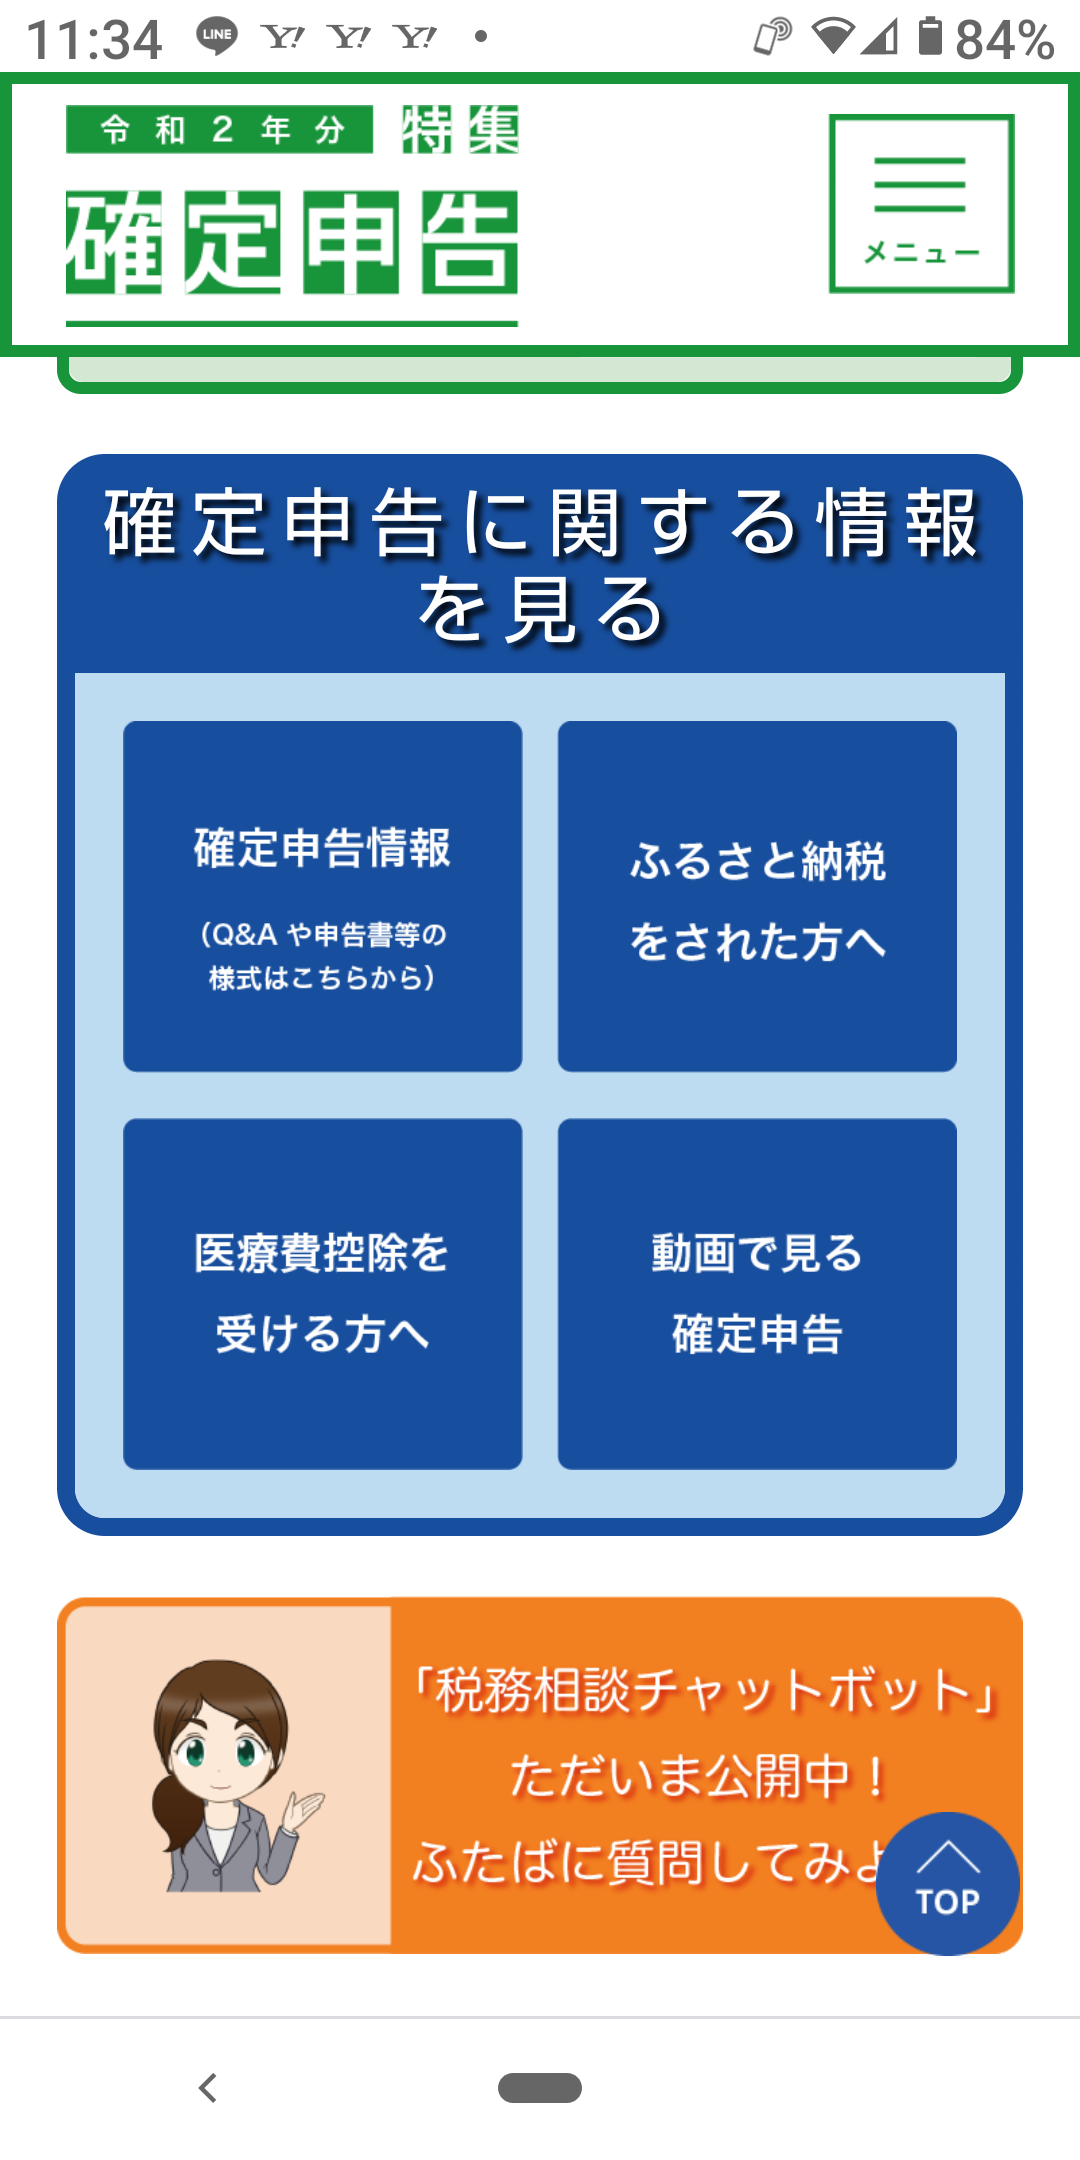 11:34 LINE Y! Y! Y! 84%
令和2年分 特集
確定申告
メニュー
確定申告に関する情報
を見る
確定申告情報
（Q&A や申告書等の
様式はこちらから）
ふるさと納税
をされた方へ
医療費控除を
受ける方へ
動画で見る
確定申告
「税務相談チャットボット」
ただいま公開中！
ふたばに質問してみよ
TOP